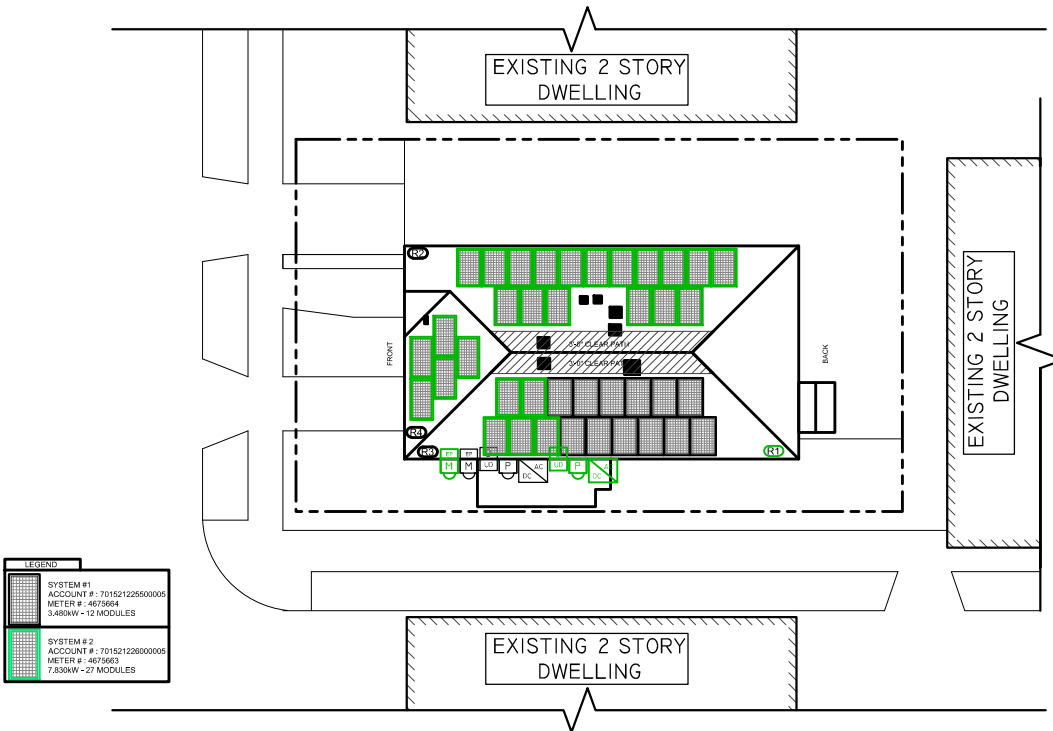 EXISTING 2 STORY
DWELLING
R2
3'-0" CLEAR PATH
3'-0" CLEAR PATH
FRONT
BACK
EXISTING 2 STORY
DWELLING
R4
R3
R1
EP
EP
M
M
UD
P
AC
DC
UD
P
DC
LEGEND
SYSTEM #1
ACCOUNT # : 701521225500005
METER # : 4675664
3.480kW - 12 MODULES
SYSTEM # 2
ACCOUNT # : 701521226000005
METER # : 4675663
7.830kW - 27 MODULES
EXISTING 2 STORY
DWELLING